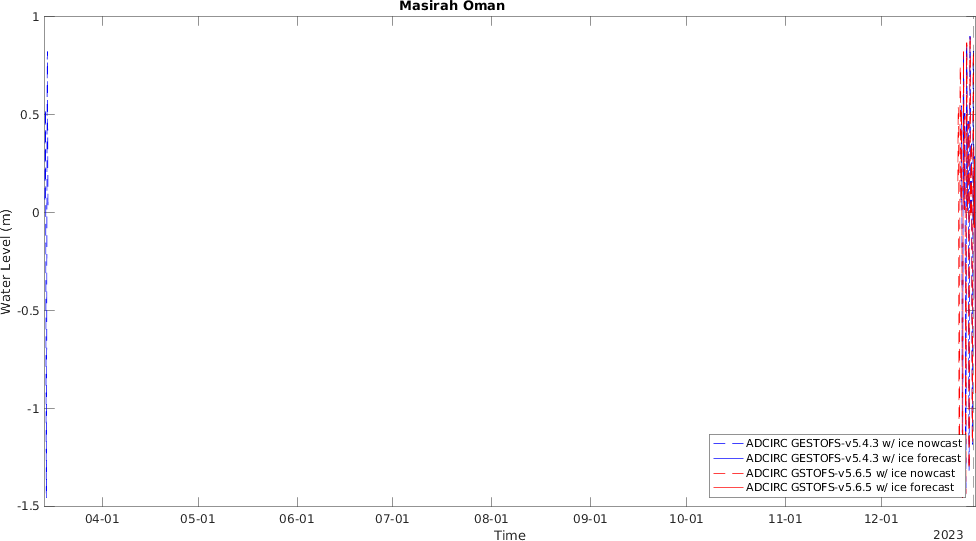 Masirah Oman
1
0.5
0
-0.5
-1
-1.5
Water Level (m)
ADCIRC GESTOFS-v5.4.3 w/ ice nowcast
ADCIRC GESTOFS-v5.4.3 w/ ice forecast
ADCIRC GSTOFS-v5.6.5 w/ ice nowcast
ADCIRC GSTOFS-v5.6.5 w/ ice forecast
04-01 05-01 06-01 07-01 08-01 09-01 10-01 11-01 12-01
Time
2023